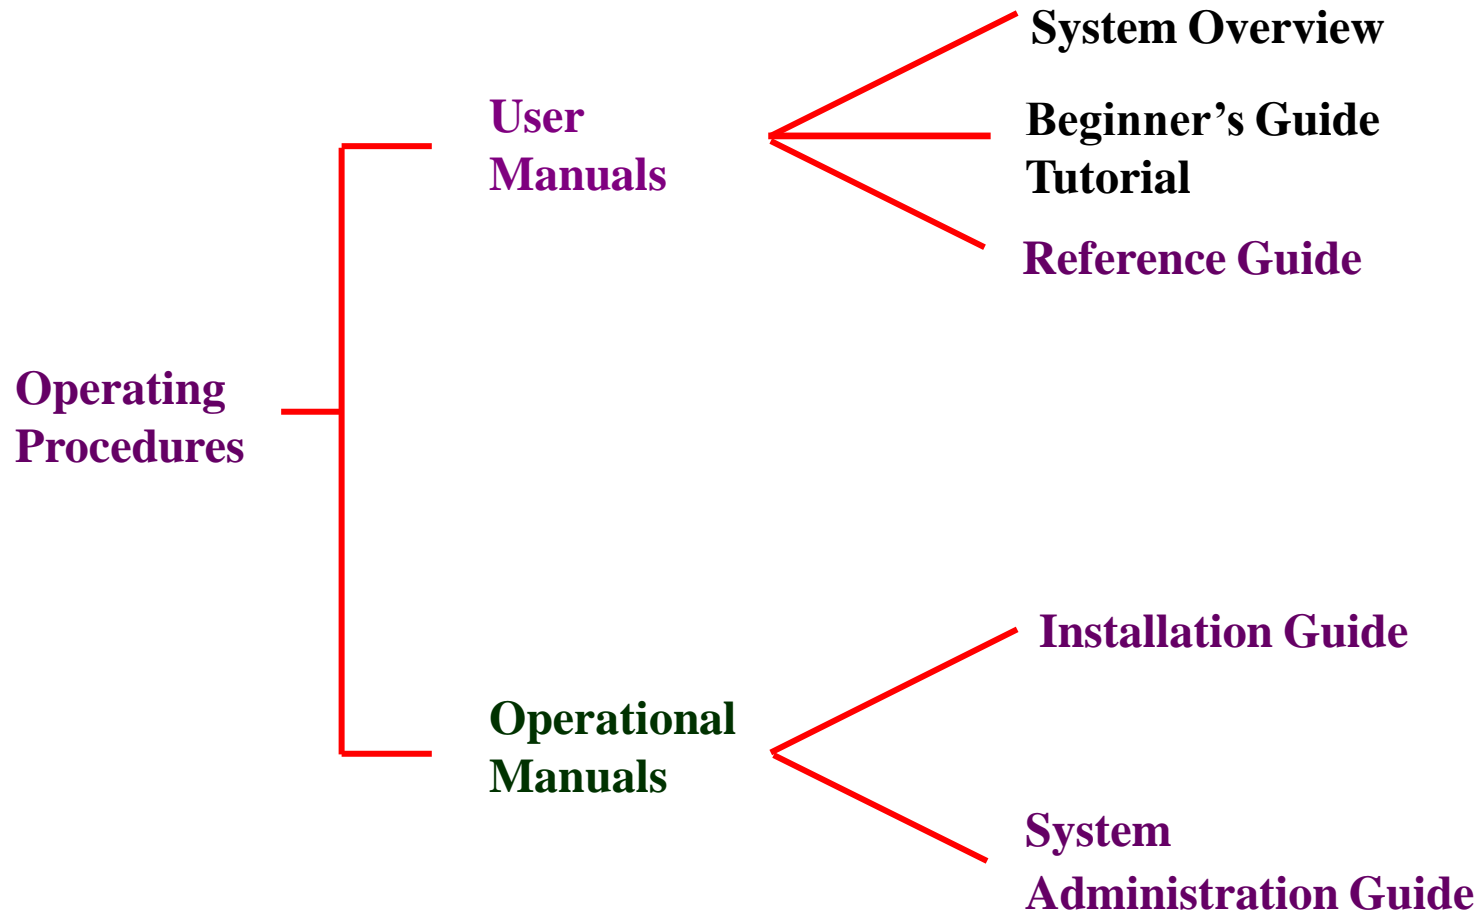 System Overview
User
Manuals
Beginner’s Guide
Tutorial
Reference Guide
Operating
Procedures
Installation Guide
Operational
Manuals
System
Administration Guide